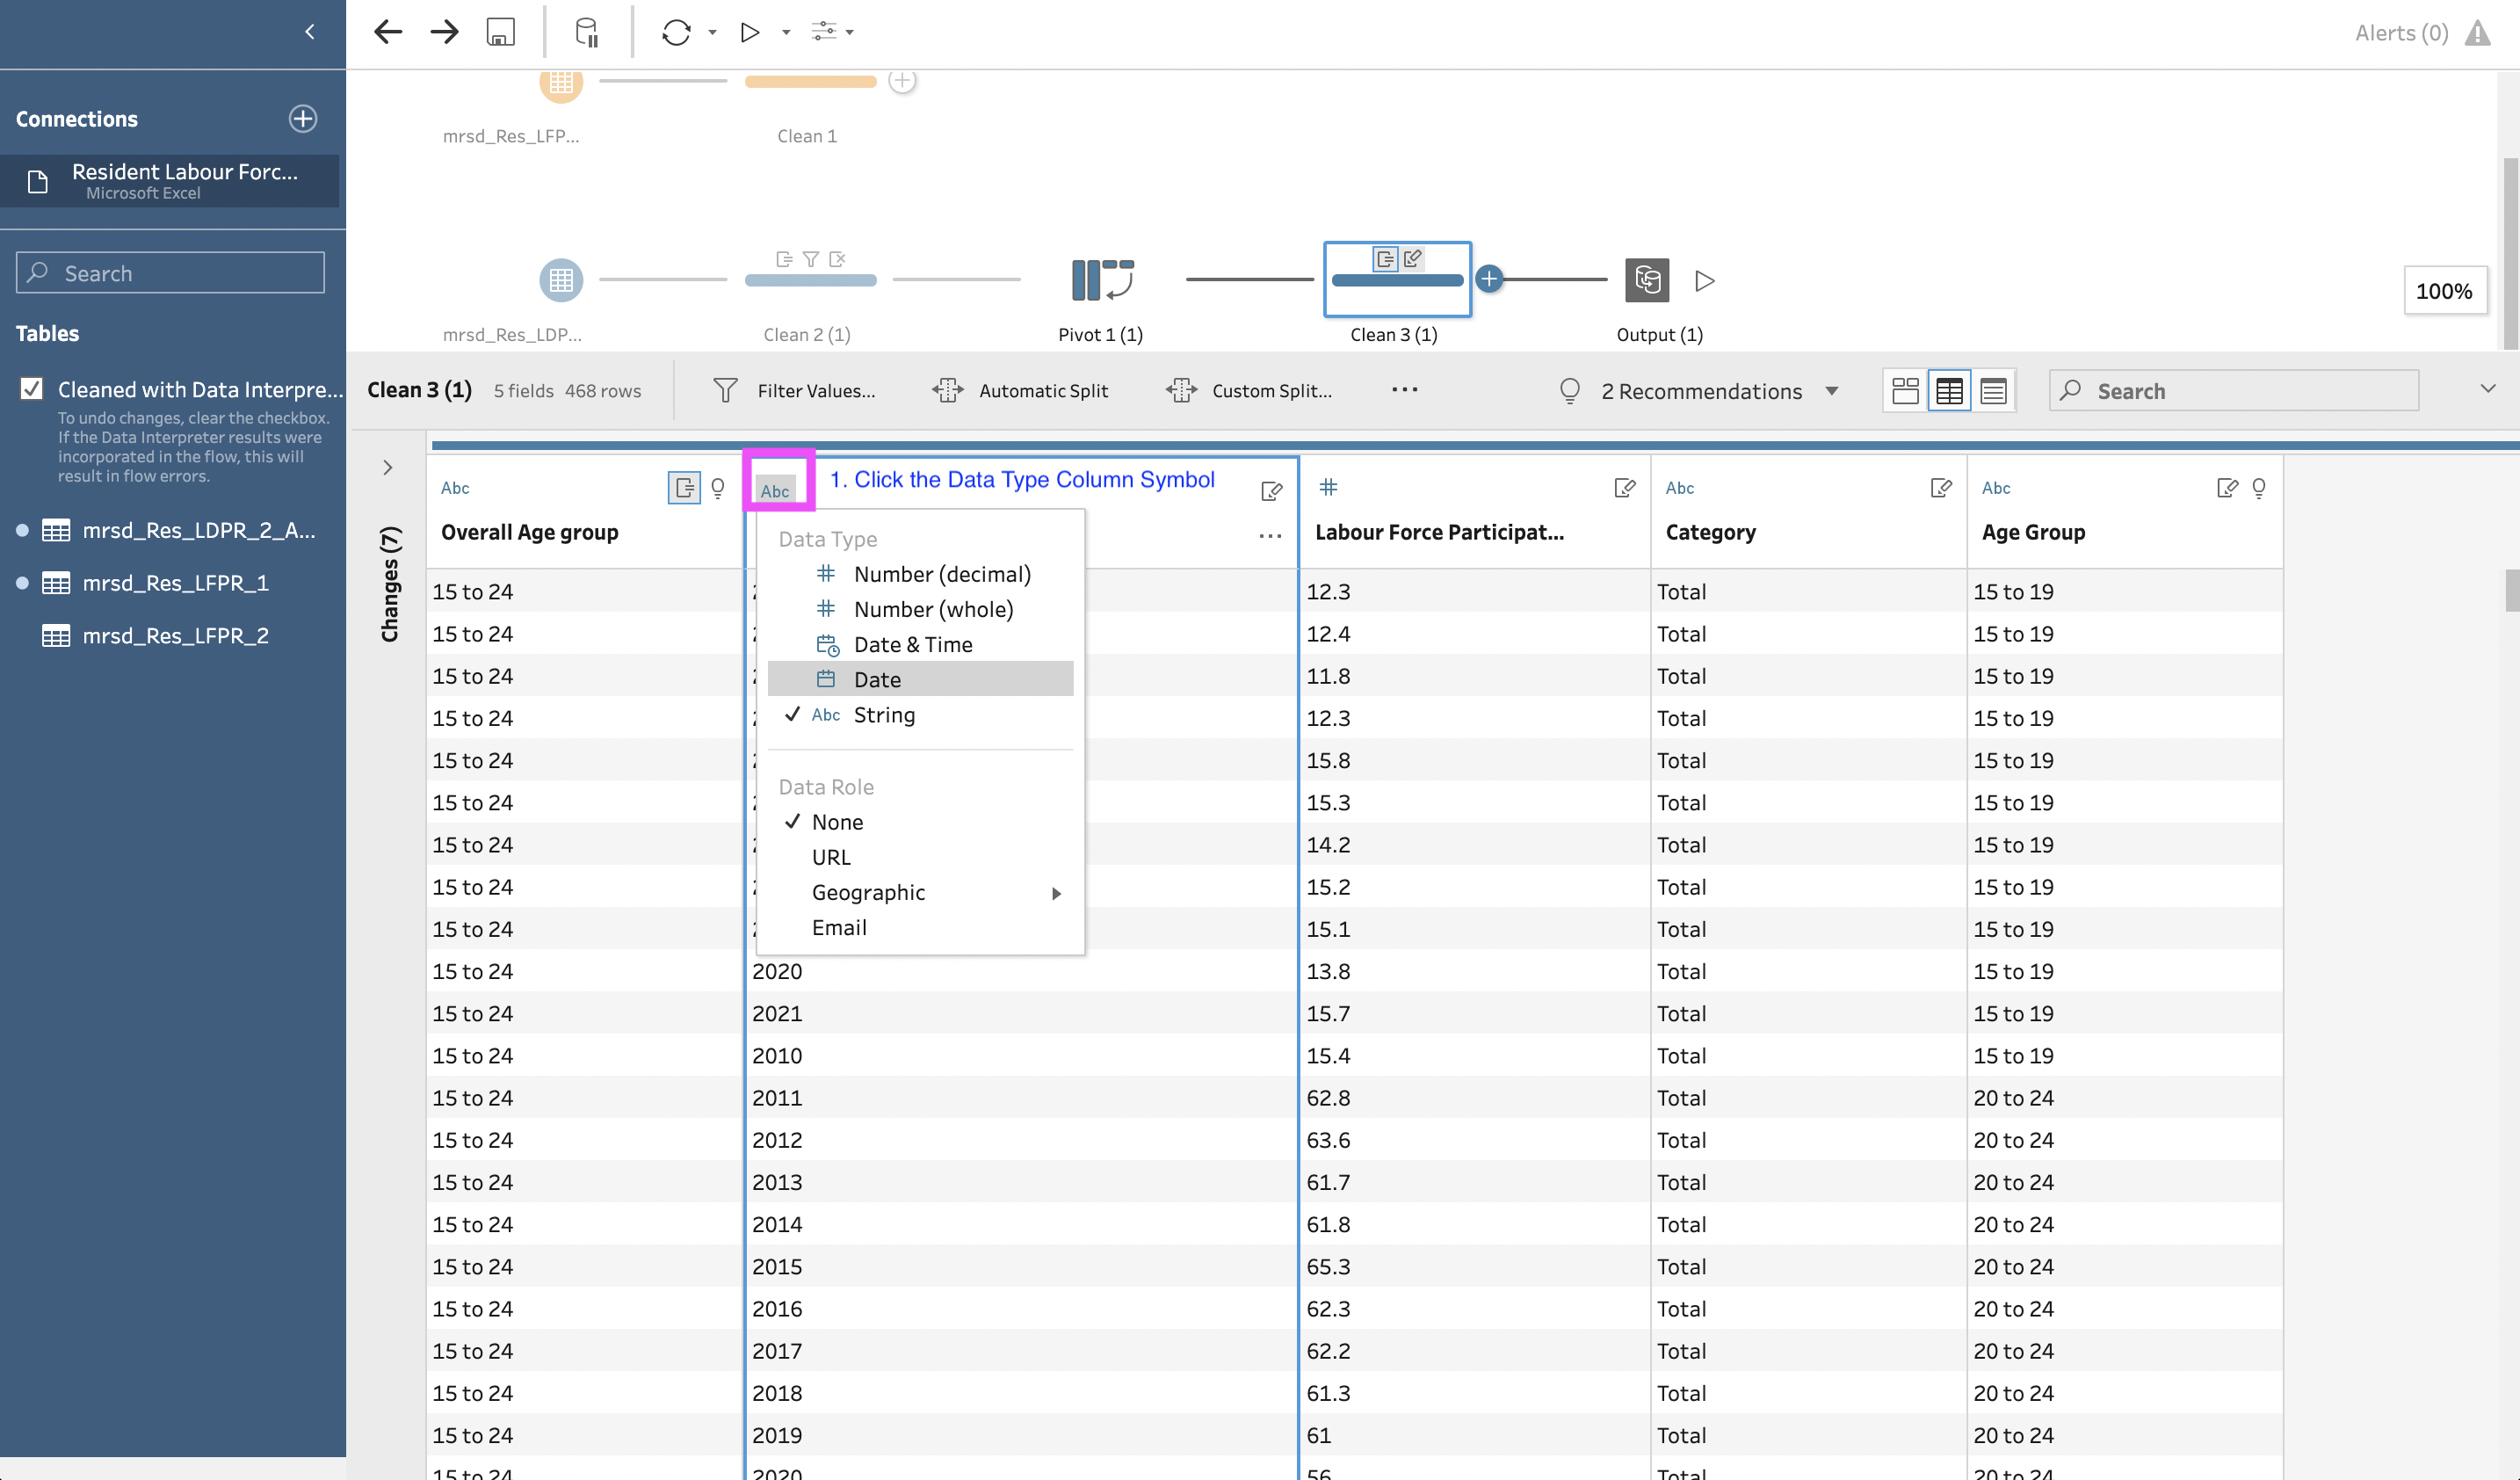 Alerts (0)
Connections
Resident Labour Forc...
Microsoft Excel
Search
Tables
Cleaned with Data Interpre...
To undo changes, clear the checkbox.
If the Data Interpreter results were
incorporated in the flow, this will
result in flow errors.
mrsd_Res_LDPR_2_A...
mrsd_Res_LFPR_1
mrsd_Res_LFPR_2
mrsd_Res_LFP...
Clean 1
mrsd_Res_LDP...
Clean 2 (1)
Pivot 1 (1)
Clean 3 (1)
Output (1)
100%
Clean 3 (1) 5 fields 468 rows
Filter Values...
Automatic Split
Custom Split...
2 Recommendations
Search
Changes (7)
Abc
Overall Age group
Abc
1. Click the Data Type Column Symbol
Data Type
# Number (decimal)
# Number (whole)
Date & Time
Date
Abc String
Data Role
None
URL
Geographic
Email
#
Labour Force Participat...
Abc
Category
Abc
Age Group
15 to 24 12.3 Total 15 to 19
15 to 24 12.4 Total 15 to 19
15 to 24 11.8 Total 15 to 19
15 to 24 12.3 Total 15 to 19
15 to 24 15.8 Total 15 to 19
15 to 24 15.3 Total 15 to 19
15 to 24 14.2 Total 15 to 19
15 to 24 15.2 Total 15 to 19
15 to 24 15.1 Total 15 to 19
15 to 24 2020 13.8 Total 15 to 19
15 to 24 2021 15.7 Total 15 to 19
15 to 24 2010 15.4 Total 15 to 19
15 to 24 2011 62.8 Total 20 to 24
15 to 24 2012 63.6 Total 20 to 24
15 to 24 2013 61.7 Total 20 to 24
15 to 24 2014 61.8 Total 20 to 24
15 to 24 2015 65.3 Total 20 to 24
15 to 24 2016 62.3 Total 20 to 24
15 to 24 2017 62.2 Total 20 to 24
15 to 24 2018 61.3 Total 20 to 24
15 to 24 2019 61 Total 20 to 24
15 to 24 2020 56 Total 20 to 24